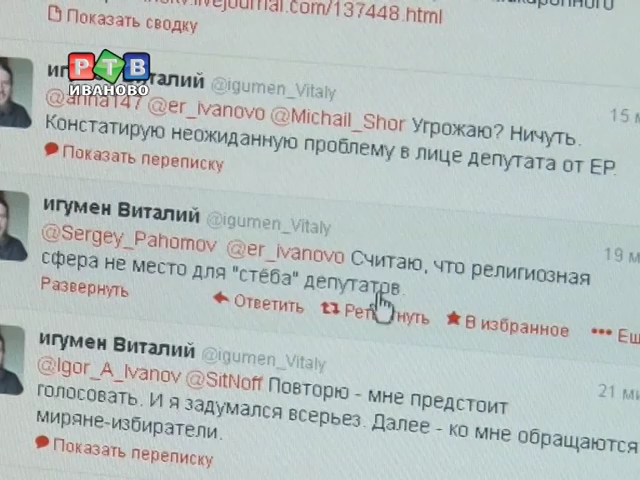 .livejournal.com/137448.html
Показать сводку
РТВ
ИВАНОВО
игумен Виталий @igumen_Vitaly
@anna147 @er_ivanovo @Michail_Shor Угрожаю? Ничуть.
15 м
Констатирую неожиданную проблему в лице депутата от ЕР.
Показать переписку
игумен Виталий @igumen_Vitaly
19 м
@Sergey_Pahomov @er_ivanovo Считаю, что религиозная
сфера не место для "стёба" депутатов.
Развернуть Ответить Ретвитнуть В избранное Ещ
игумен Виталий @igumen_Vitaly
21 ми
@Igor_A_Ivanov @SitNoff Повторю - мне предстоит
голосовать. И я задумался всерьез. Далее - ко мне обращаются
миряне-избиратели.
Показать переписку